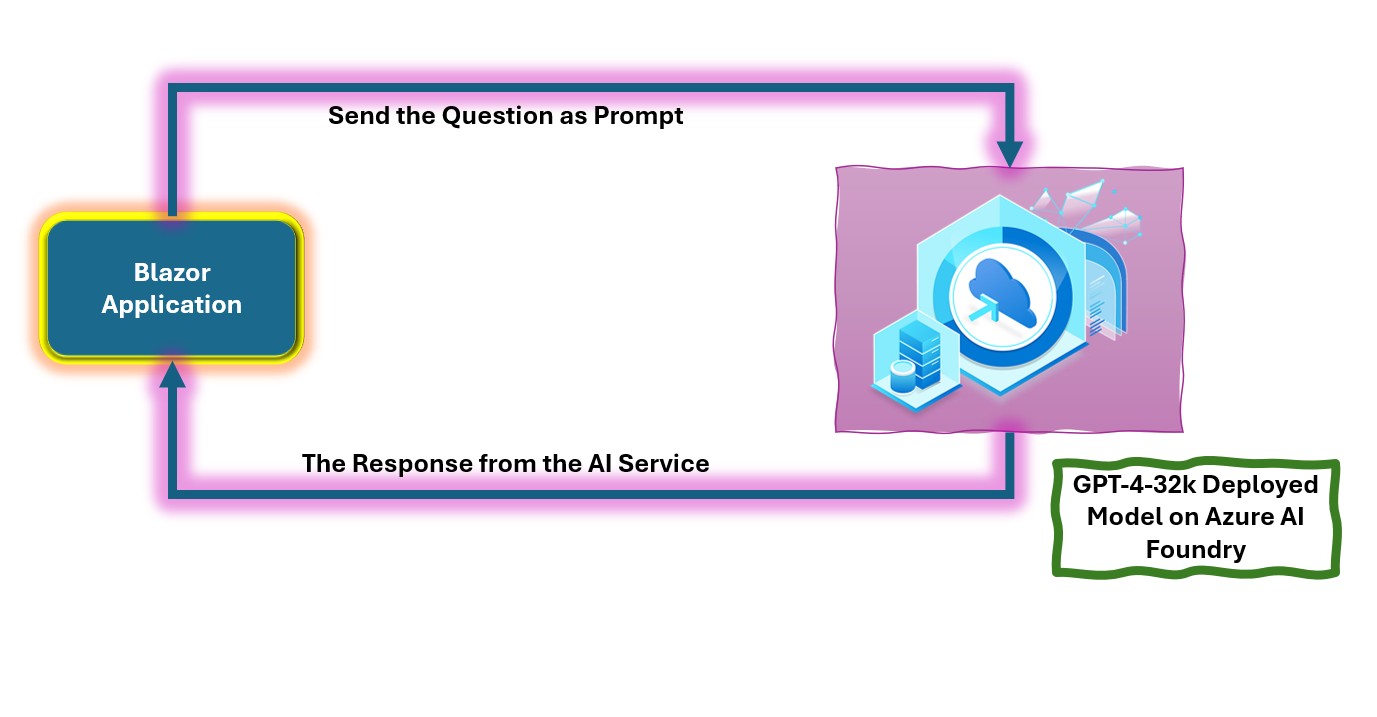 Send the Question as Prompt
Blazor
Application
The Response from the AI Service
GPT-4-32k Deployed
Model on Azure AI
Foundry